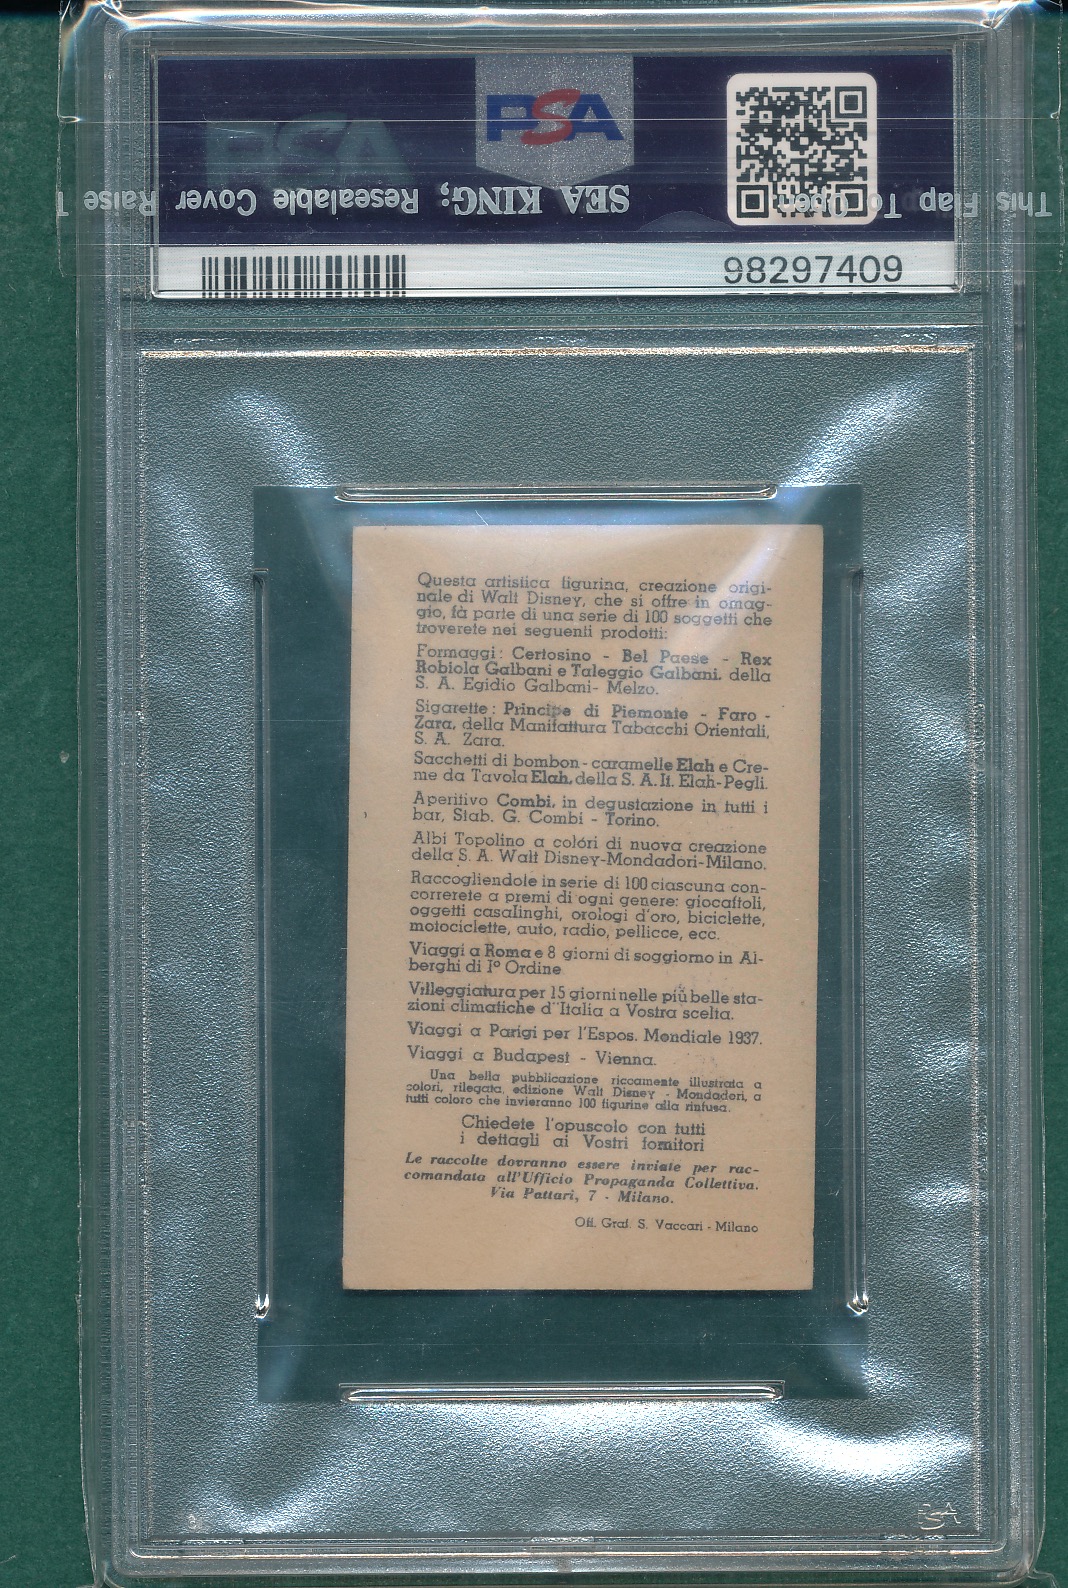 PSA
SEA KING; Resealable Cover
This Flap To Open
Raise T
98297409
Questa artistica figurina, creazione origi-
nale di Walt Disney, che si offre in omag-
gio, fà parte di una serie di 100 soggetti che
troverete nei seguenti prodotti:
Formaggi: Certosino - Bel Paese - Rex
Robiola Galbani e Taleggio Galbani, della
S. A. Egidio Galbani- Melzo.
Sigarette: Principe di Piemonte - Faro -
Zara, della Manifattura Tabacchi Orientali,
S. A. Zara.
Sacchetti di bombon - caramelle Elah e Cre-
me da Tavola Elah, della S. A. It. Elah-Pegli.
Aperitivo Combi, in degustazione in tutti i
bar, Stab. G. Combi - Torino.
Albi Topolino a colori di nuova creazione
della S. A. Walt Disney-Mondadori-Milano.
Raccogliendole in serie di 100 ciascuna con-
correrete a premi di ogni genere: giocattoli,
oggetti casalinghi, orologi d'oro, biciclette,
motociclette, auto, radio, pellicce, ecc.
Viaggi a Roma e 8 giorni di soggiorno in Al-
berghi di I° Ordine
Villeggiatura per 15 giorni nelle più belle sta-
zioni climatiche d'Italia a Vostra scelta.
Viaggi a Parigi per l'Espos. Mondiale 1937.
Viaggi a Budapest - Vienna.
Una bella pubblicazione riccamente illustrata a
colori, rilegata, edizione Walt Disney - Mondadori, a
tutti coloro che invieranno 100 figurine alla rinfusa.
Chiedete l'opuscolo con tutti
i dettagli ai Vostri fornitori
Le raccolte dovranno essere inviate per rac-
comandata all'Ufficio Propaganda Collettiva.
Via Pattari, 7 - Milano.
Off. Graf. S. Vaccari - Milano
PSA